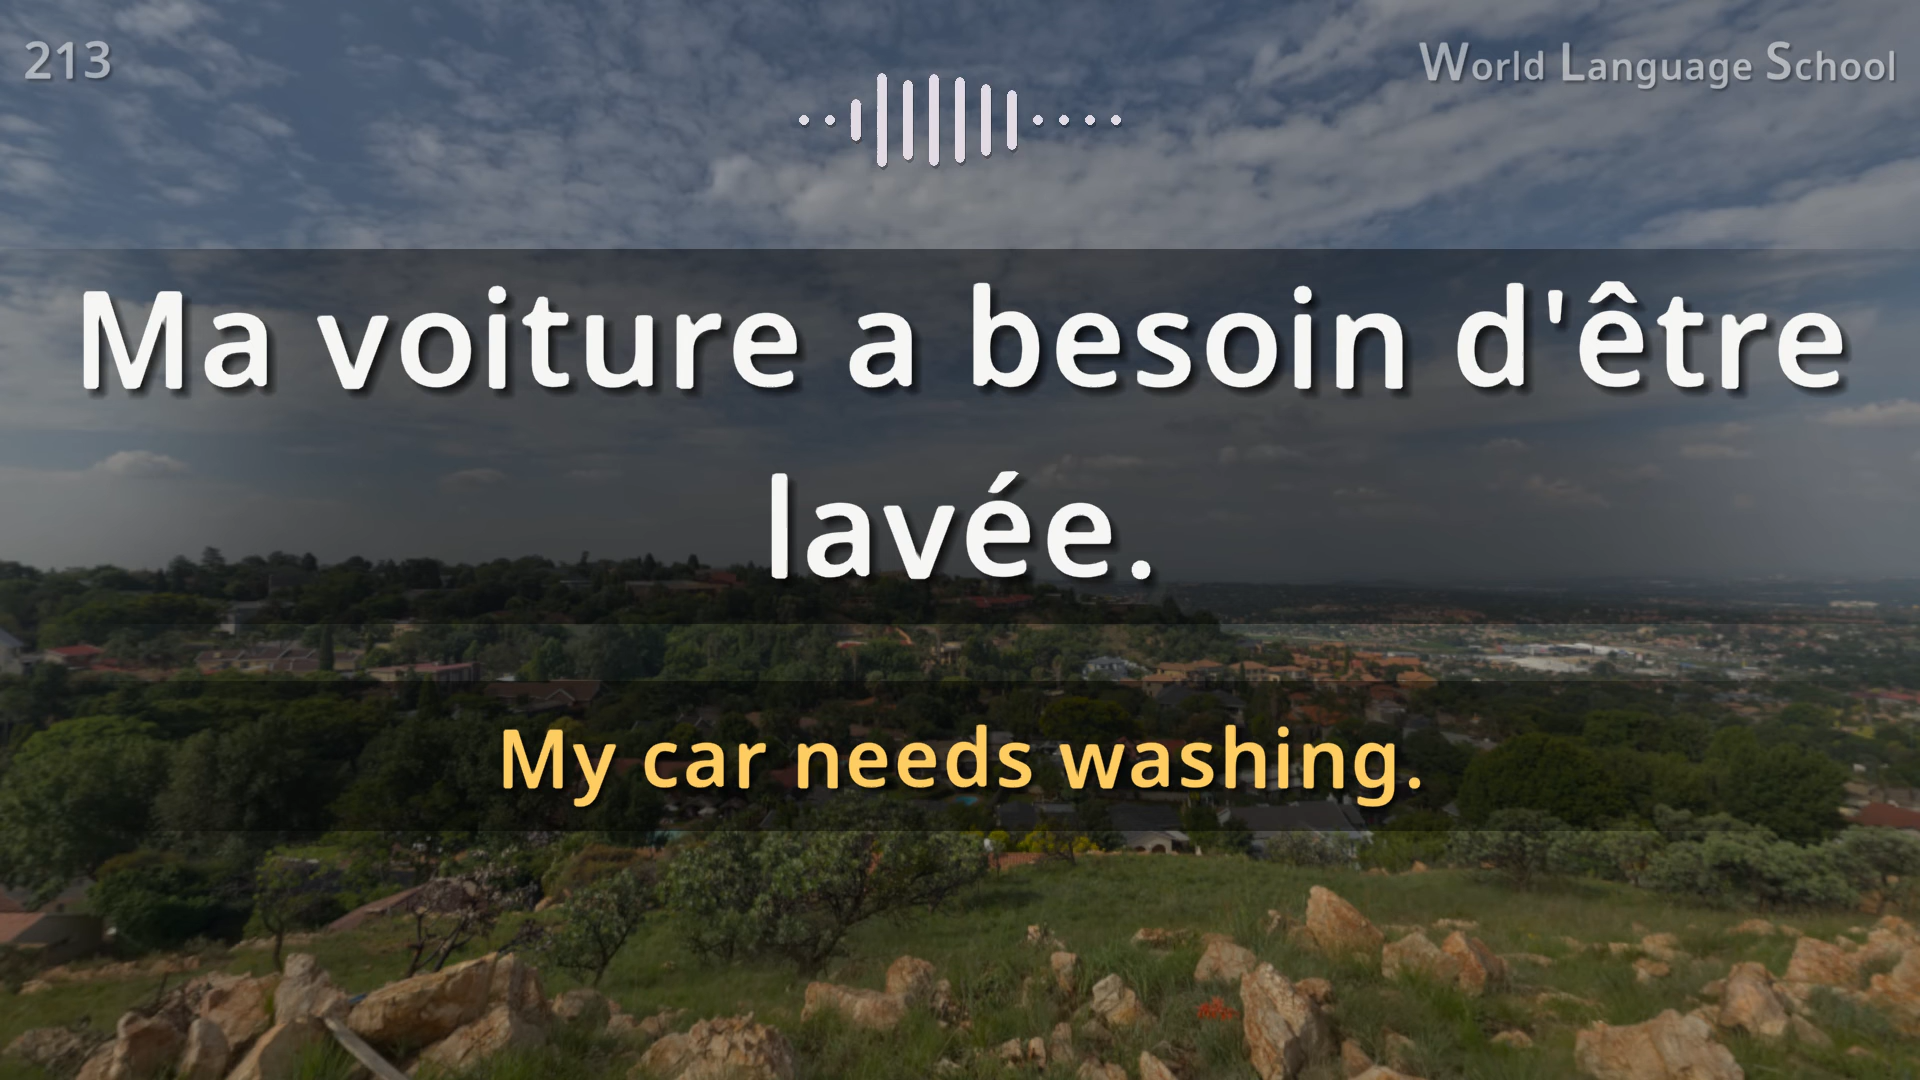 213
World Language School
Ma voiture a besoin d'être
lavée.
My car needs washing.